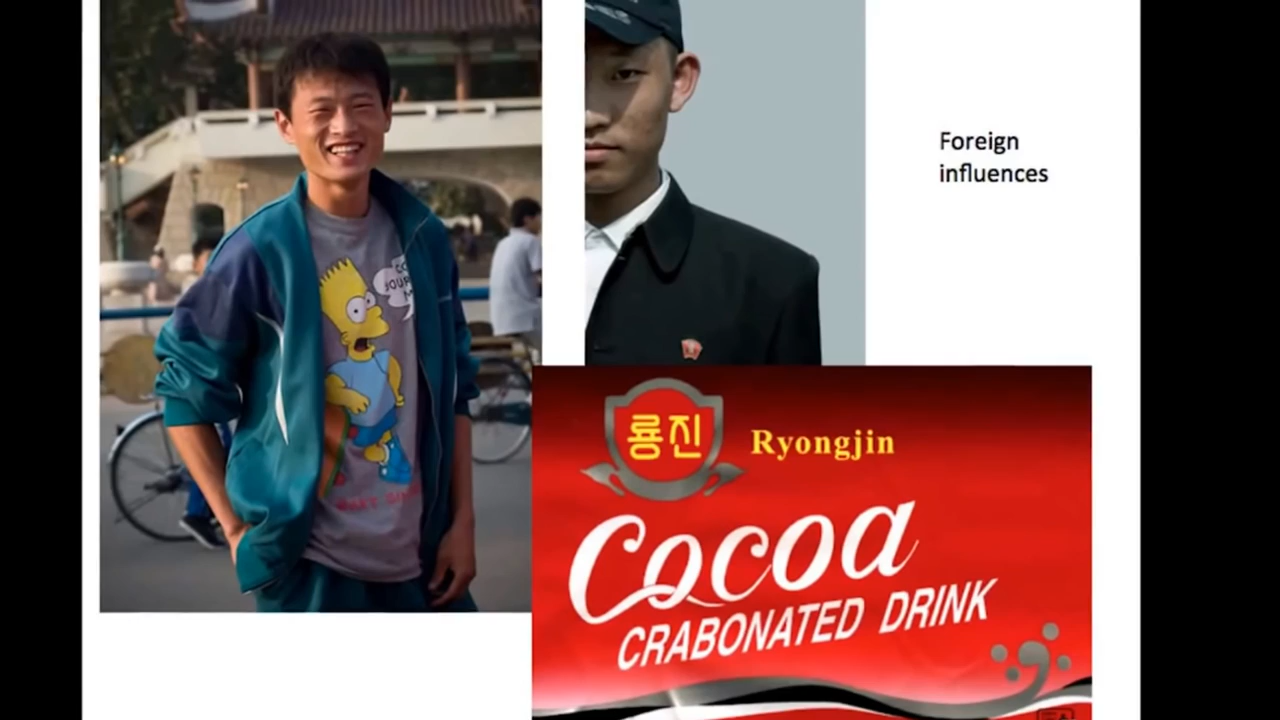 Foreign
influences
룡진
Ryongjin
Cocoa
CRABONATED DRINK